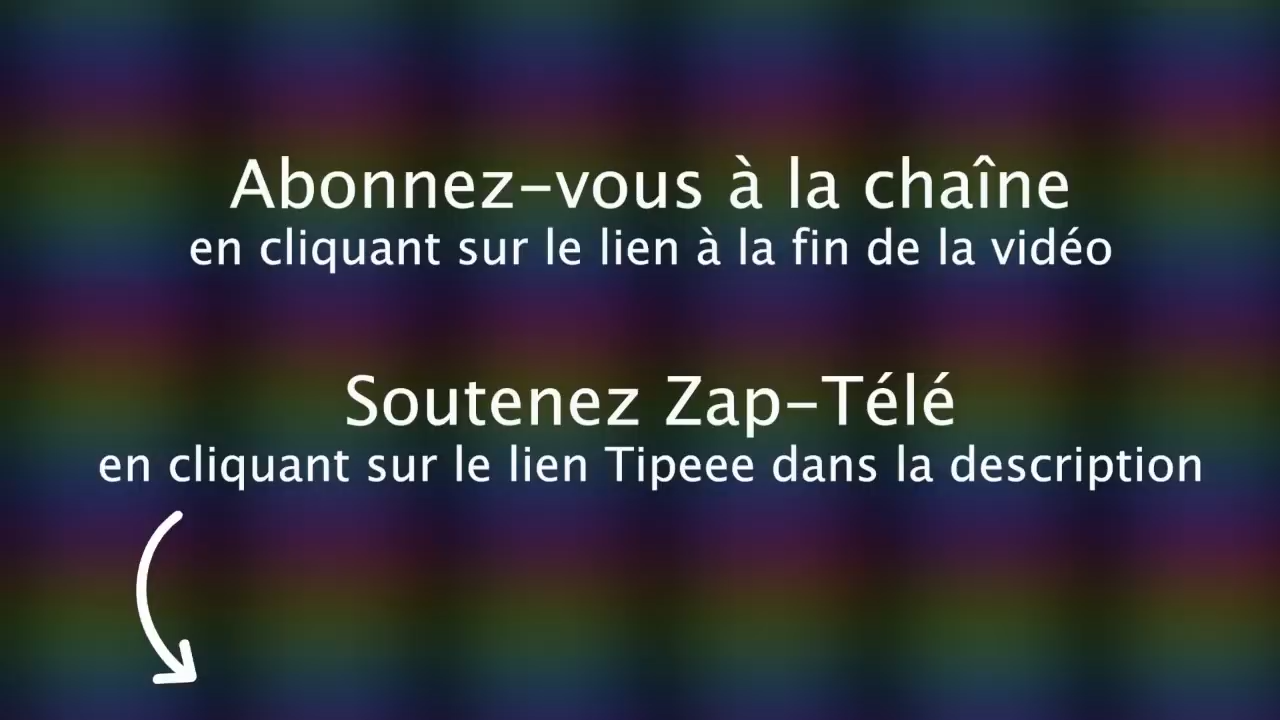 Abonnez-vous à la chaîne
en cliquant sur le lien à la fin de la vidéo
Soutenez Zap-Télé
en cliquant sur le lien Tipeee dans la description